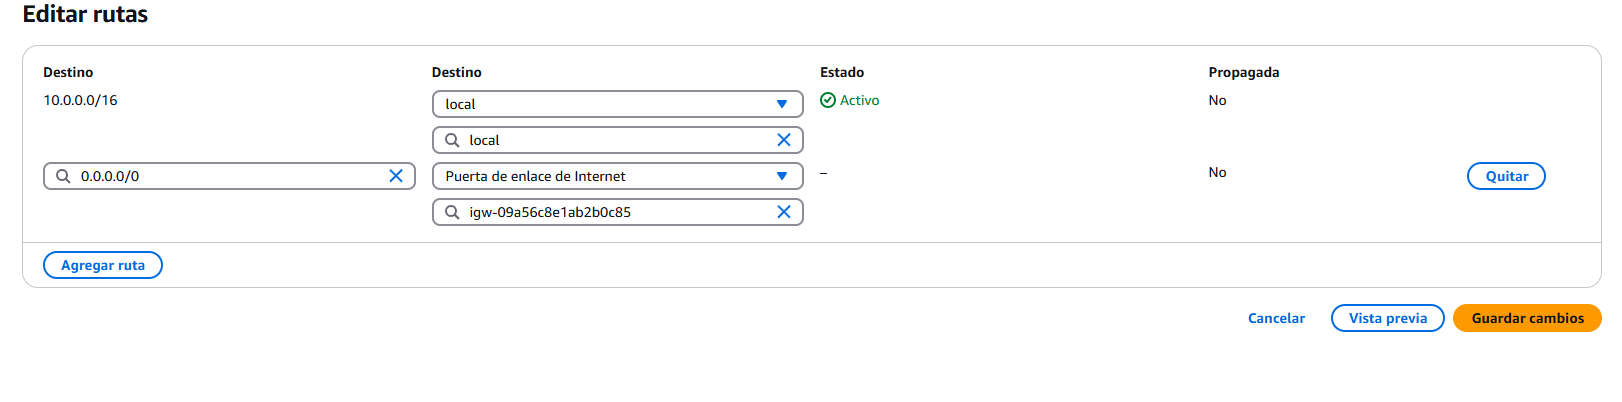 Editar rutas
Destino Destino Estado Propagada
10.0.0.0/16 local Activo No
local
0.0.0.0/0 Puerta de enlace de Internet – No Quitar
igw-09a56c8e1ab2b0c85
Agregar ruta
Cancelar Vista previa Guardar cambios